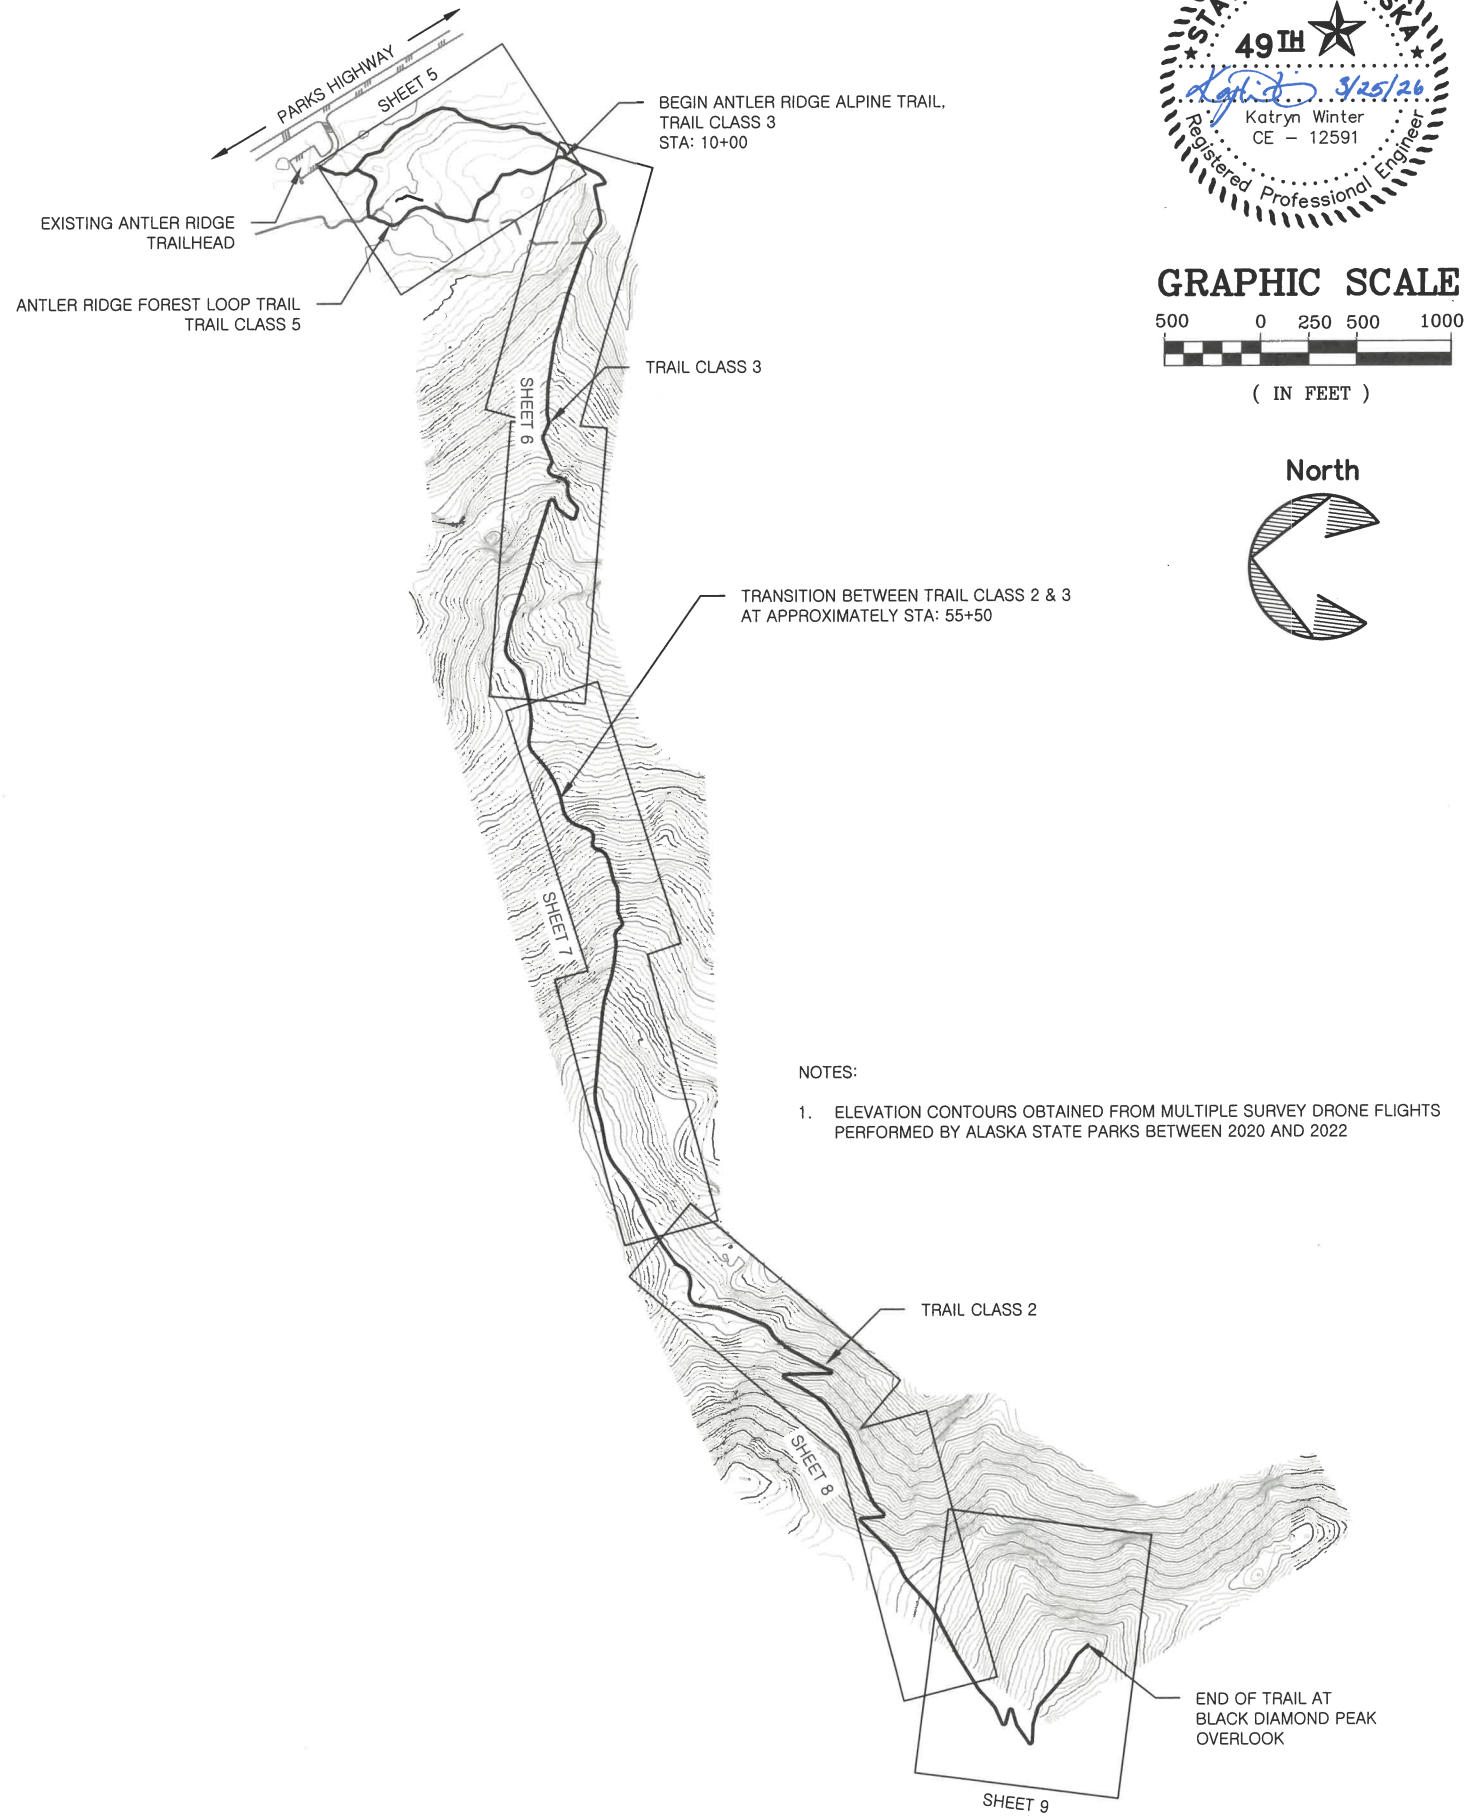 PARKS HIGHWAY
SHEET 5
BEGIN ANTLER RIDGE ALPINE TRAIL,
TRAIL CLASS 3
STA: 10+00
EXISTING ANTLER RIDGE
TRAILHEAD
ANTLER RIDGE FOREST LOOP TRAIL
TRAIL CLASS 5
49TH
3/25/26
Katryn Winter
CE - 12591
Registered Professional Engineer
GRAPHIC SCALE
500 0 250 500 1000
( IN FEET )
North
TRAIL CLASS 3
SHEET 6
TRANSITION BETWEEN TRAIL CLASS 2 & 3
AT APPROXIMATELY STA: 55+50
SHEET 7
NOTES:
1. ELEVATION CONTOURS OBTAINED FROM MULTIPLE SURVEY DRONE FLIGHTS
PERFORMED BY ALASKA STATE PARKS BETWEEN 2020 AND 2022
TRAIL CLASS 2
SHEET 8
END OF TRAIL AT
BLACK DIAMOND PEAK
OVERLOOK
SHEET 9